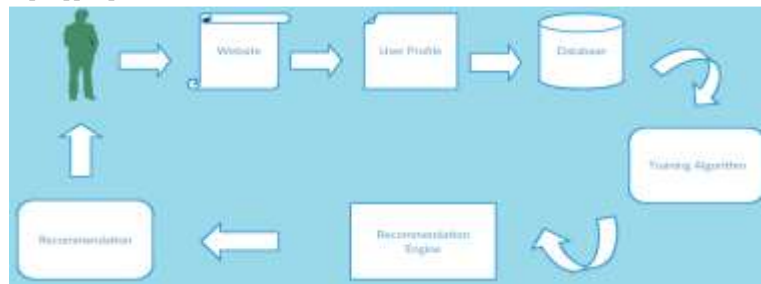 Website
User Profile
Database
Training Algorithm
Recommendation
Recommendation
Engine